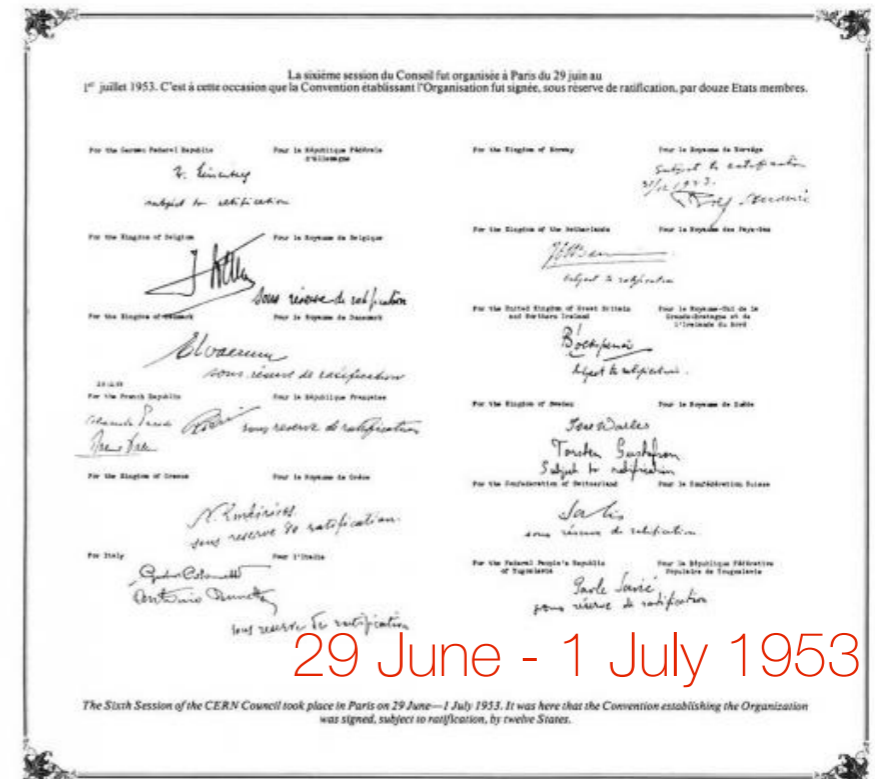 La sixième session du Conseil fut organisée à Paris du 29 juin au
1er juillet 1953. C'est à cette occasion que la Convention établissant l'Organisation fut signée, sous réserve de ratification, par douze Etats membres.
For the German Federal Republic Pour la République Fédérale
d'Allemagne
subject to ratification
For the Kingdom of Belgium Pour le Royaume de Belgique
sous réserve de ratification
For the Kingdom of Denmark Pour le Royaume de Danemark
sous réserve de ratification
For the French Republic Pour la République Française
sous reserve de ratification
For the Kingdom of Greece Pour le Royaume de Grèce
sous reserve de ratification.
For Italy Pour l'Italie
sous reserve de ratification
For the Kingdom of Norway Pour le Royaume de Norvège
Subject to ratification
For the Kingdom of the Netherlands Pour le Royaume des Pays-Bas
Subject to ratification
For the United Kingdom of Great Britain
and Northern Ireland
Pour le Royaume-Uni de la
Grande-Bretagne et de
l'Irelande du Nord
Subject to ratification.
For the Kingdom of Sweden Pour le Royaume de Suède
Torsten Gustafson
Subject to ratification
For the Confederation of Switzerland Pour la Confédération Suisse
sous réserve de ratification.
For the Federal People's Republic
of Yugoslavia
Pour la République Fédérative
Populaire de Yougoslavie
Pavle Savić
sous réserve de ratification
29 June - 1 July 1953
The Sixth Session of the CERN Council took place in Paris on 29 June—1 July 1953. It was here that the Convention establishing the Organization
was signed, subject to ratification, by twelve States.